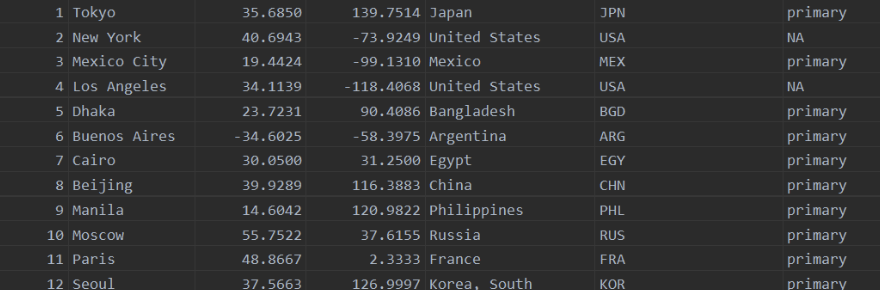 1 Tokyo 35.6850 139.7514 Japan JPN primary
2 New York 40.6943 -73.9249 United States USA NA
3 Mexico City 19.4424 -99.1310 Mexico MEX primary
4 Los Angeles 34.1139 -118.4068 United States USA NA
5 Dhaka 23.7231 90.4086 Bangladesh BGD primary
6 Buenos Aires -34.6025 -58.3975 Argentina ARG primary
7 Cairo 30.0500 31.2500 Egypt EGY primary
8 Beijing 39.9289 116.3883 China CHN primary
9 Manila 14.6042 120.9822 Philippines PHL primary
10 Moscow 55.7522 37.6155 Russia RUS primary
11 Paris 48.8667 2.3333 France FRA primary
12 Seoul 37.5663 126.9997 Korea, South KOR primary